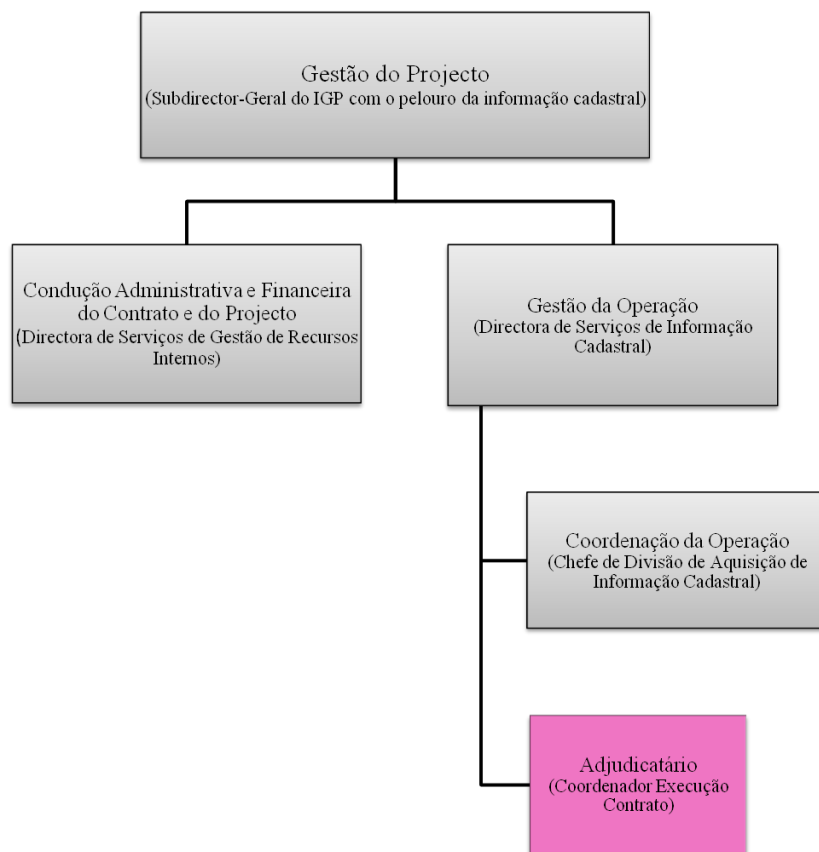 Gestão do Projecto
(Subdirector-Geral do IGP com o pelouro da informação cadastral)
Condução Administrativa e Financeira
do Contrato e do Projecto
(Directora de Serviços de Gestão de Recursos
Internos)
Gestão da Operação
(Directora de Serviços de Informação
Cadastral)
Coordenação da Operação
(Chefe de Divisão de Aquisição de
Informação Cadastral)
Adjudicatário
(Coordenador Execução
Contrato)